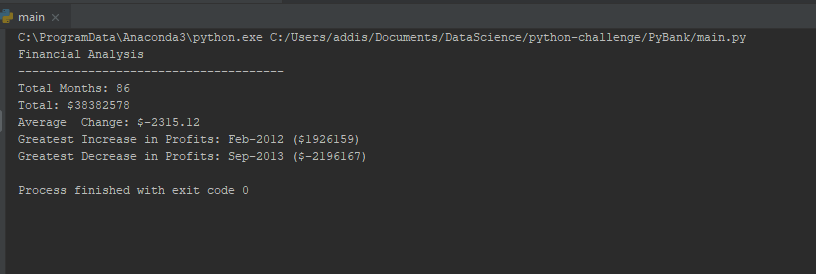 main
C:\ProgramData\Anaconda3\python.exe C:/Users/addis/Documents/DataScience/python-challenge/PyBank/main.py
Financial Analysis
--------------------------------------
Total Months: 86
Total: $38382578
Average  Change: $-2315.12
Greatest Increase in Profits: Feb-2012 ($1926159)
Greatest Decrease in Profits: Sep-2013 ($-2196167)
Process finished with exit code 0